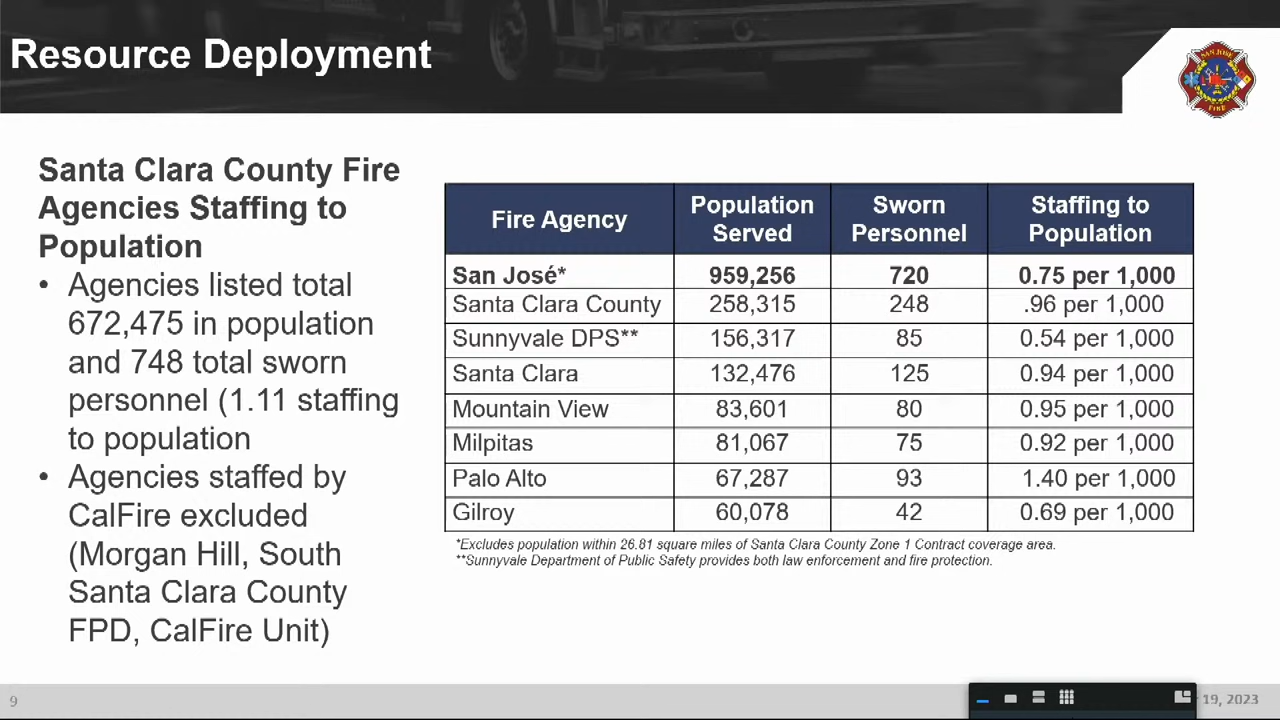 Resource Deployment
SAN JOSE
FIRE
Santa Clara County Fire
Agencies Staffing to
Population
• Agencies listed total
672,475 in population
and 748 total sworn
personnel (1.11 staffing
to population
• Agencies staffed by
CalFire excluded
(Morgan Hill, South
Santa Clara County
FPD, CalFire Unit)
Fire Agency Population Served Sworn Personnel Staffing to Population
San José* 959,256 720 0.75 per 1,000
Santa Clara County 258,315 248 .96 per 1,000
Sunnyvale DPS** 156,317 85 0.54 per 1,000
Santa Clara 132,476 125 0.94 per 1,000
Mountain View 83,601 80 0.95 per 1,000
Milpitas 81,067 75 0.92 per 1,000
Palo Alto 67,287 93 1.40 per 1,000
Gilroy 60,078 42 0.69 per 1,000
*Excludes population within 26.81 square miles of Santa Clara County Zone 1 Contract coverage area.
**Sunnyvale Department of Public Safety provides both law enforcement and fire protection.
9
19, 2023